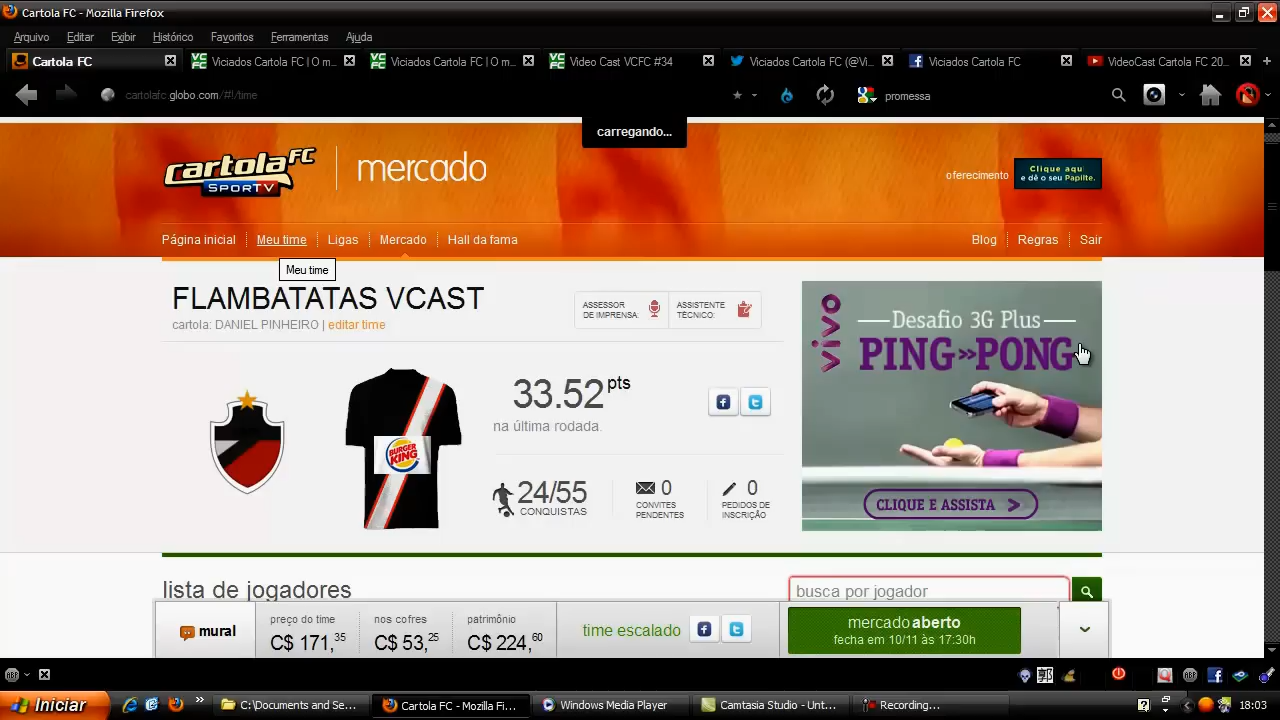 Cartola FC - Mozilla Firefox
Arquivo Editar Exibir Histórico Favoritos Ferramentas Ajuda
Cartola FC
Viciados Cartola FC | O m...
Viciados Cartola FC | O m...
Video Cast VCFC #34
Viciados Cartola FC (@Vi...
Viciados Cartola FC
VideoCast Cartola FC 20...
cartolafc.globo.com/#!/time
promessa
carregando...
cartola FC
SPORTV
mercado
oferecimento
Clique aqui
e dê o seu Papilte.
Página inicial Meu time Ligas Mercado Hall da fama Blog Regras Sair
Meu time
FLAMBATATAS VCAST
cartola: DANIEL PINHEIRO | editar time
ASSESSOR
DE IMPRENSA:
ASSISTENTE
TÉCNICO:
33.52 pts
na última rodada.
BURGER
KING
24/55
CONQUISTAS
0
CONVITES
PENDENTES
0
PEDIDOS DE
INSCRIÇÃO
vivo
Desafio 3G Plus
PING»PONG
CLIQUE E ASSISTA >
lista de jogadores
busca por jogador
mural
preço do time
C$ 171,35
nos cofres
C$ 53,25
patrimônio
C$ 224,60
time escalado
mercado aberto
fecha em 10/11 às 17:30h
Iniciar
C:\Documents and Se...
Cartola FC - Mozilla Fi...
Windows Media Player
Camtasia Studio - Unt...
Recording...
18:03